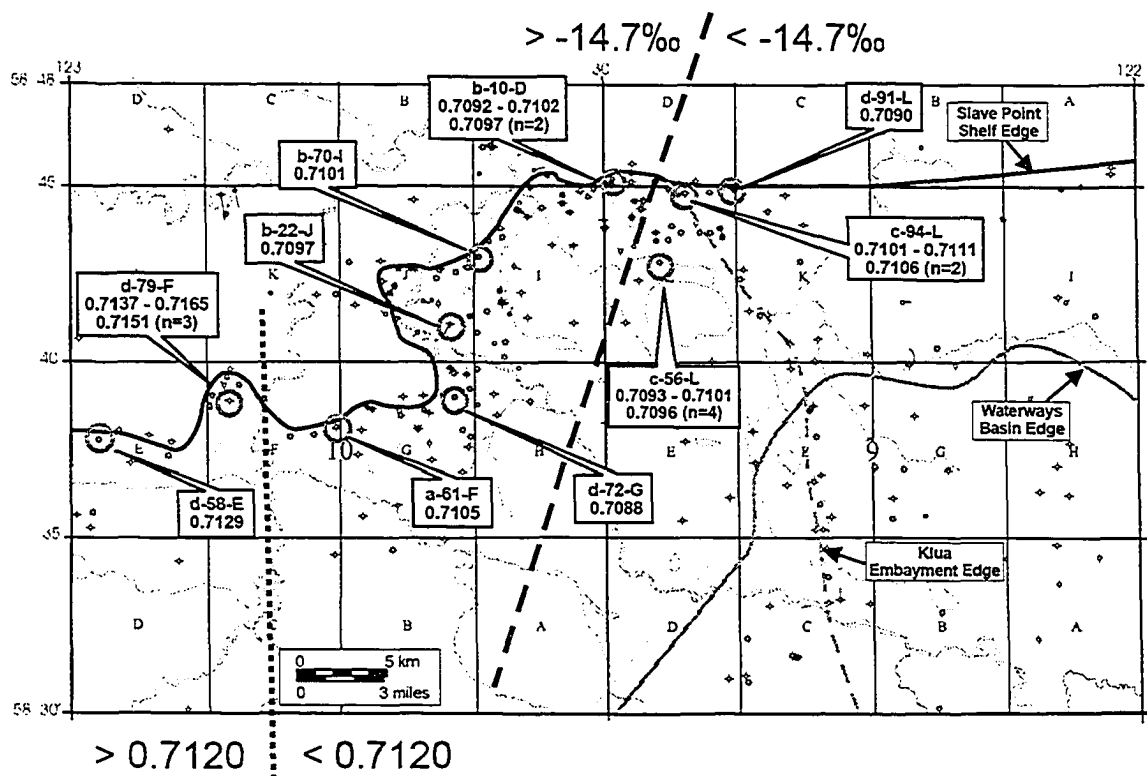 > -14.7‰ < -14.7‰
123
30
122
58 48
D
C
B
D
C
B
A
b-10-D
0.7092 - 0.7102
0.7097 (n=2)
d-91-L
0.7090
Slave Point
Shelf Edge
b-70-I
0.7101
45
b-22-J
0.7097
c-94-L
0.7101 - 0.7111
0.7106 (n=2)
K
J
I
L
K
I
d-79-F
0.7137 - 0.7165
0.7151 (n=3)
40
c-56-L
0.7093 - 0.7101
0.7096 (n=4)
Waterways
Basin Edge
E
F
10
G
H
E
F
9
G
H
d-58-E
0.7129
a-61-F
0.7105
d-72-G
0.7088
35
Klua
Embayment Edge
D
B
A
D
C
B
A
0 5 km
0 3 miles
58 30'
> 0.7120 < 0.7120